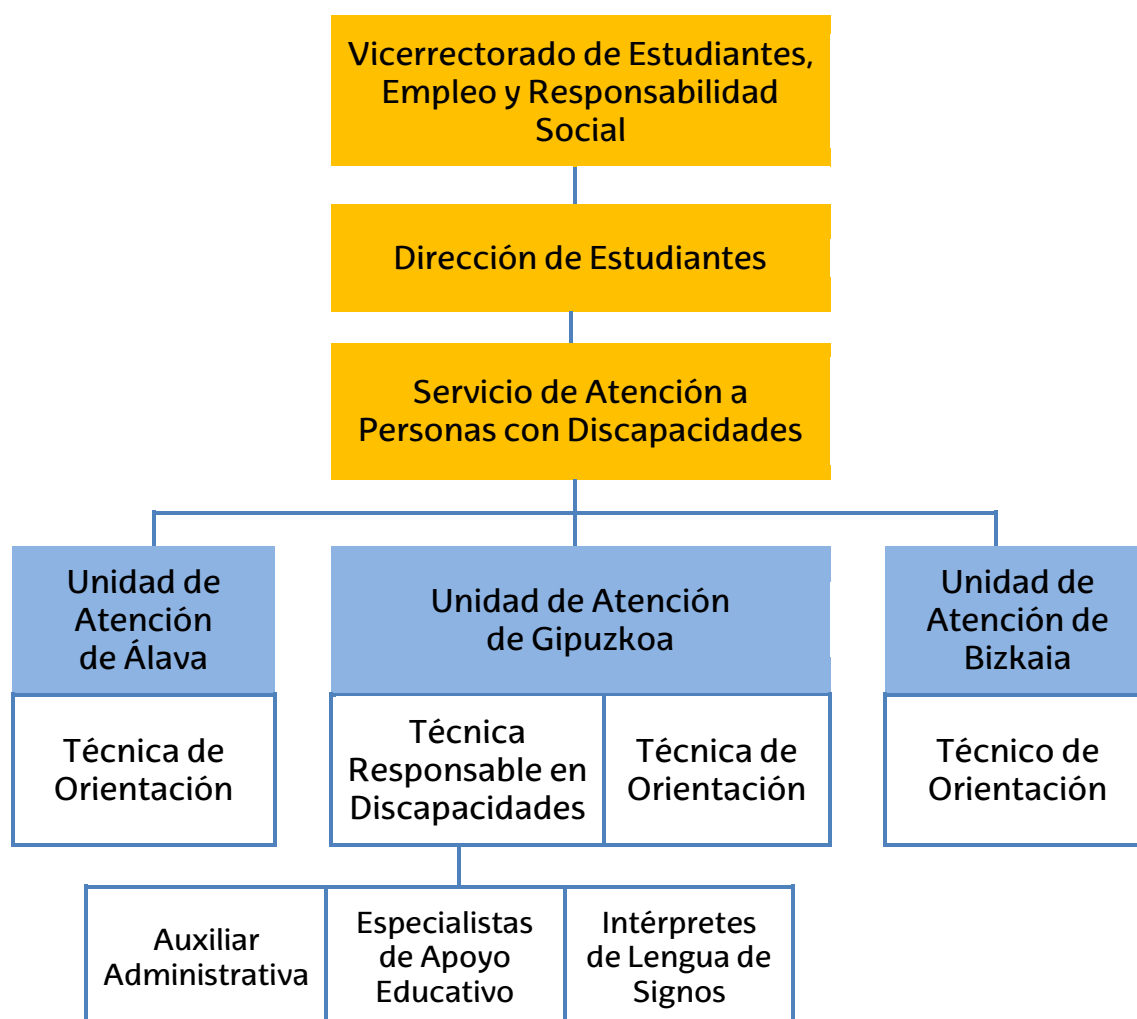 Vicerrectorado de Estudiantes,
Empleo y Responsabilidad
Social
Dirección de Estudiantes
Servicio de Atención a
Personas con Discapacidades
Unidad de
Atención
de Álava
Unidad de Atención
de Gipuzkoa
Unidad de
Atención de
Bizkaia
Técnica de
Orientación
Técnica
Responsable en
Discapacidades
Técnica de
Orientación
Técnico de
Orientación
Auxiliar
Administrativa
Especialistas
de Apoyo
Educativo
Intérpretes
de Lengua de
Signos